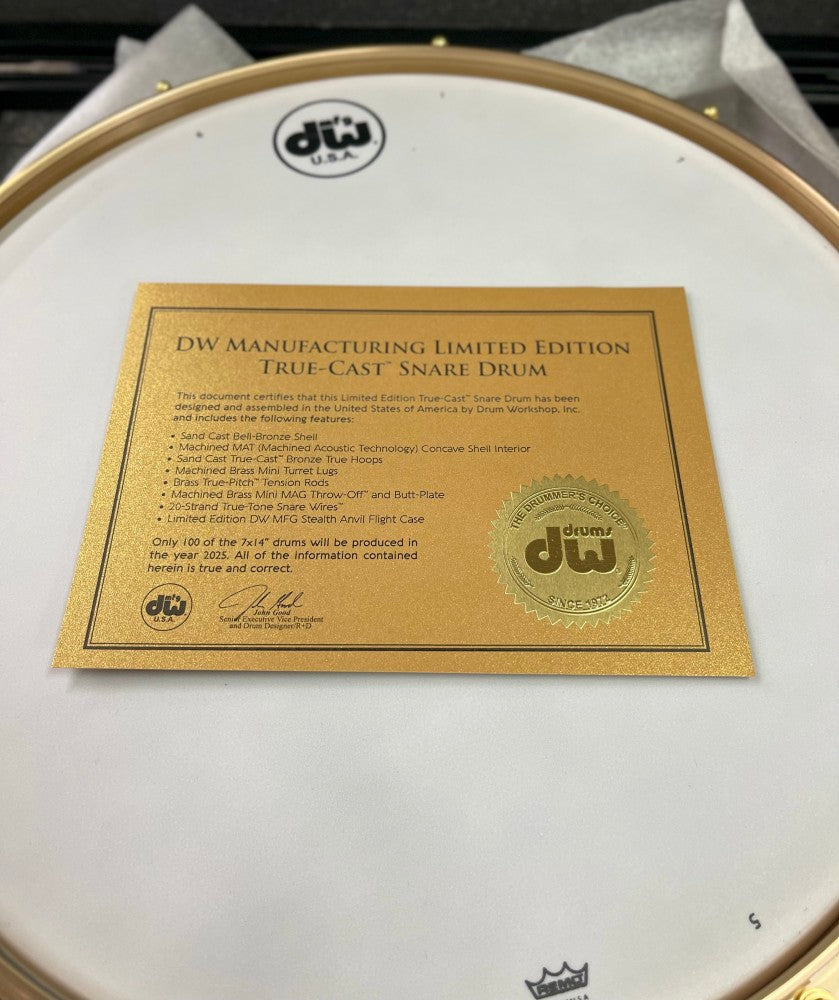 dw mfg
U.S.A.
DW MANUFACTURING LIMITED EDITION
TRUE-CAST™ SNARE DRUM
This document certifies that this Limited Edition True-Cast™ Snare Drum has been
designed and assembled in the United States of America by Drum Workshop, Inc.
and includes the following features:
• Sand Cast Bell-Bronze Shell
• Machined MAT (Machined Acoustic Technology) Concave Shell Interior
• Sand Cast True-Cast™ Bronze True Hoops
• Machined Brass Mini Turret Lugs
• Brass True-Pitch™ Tension Rods
• Machined Brass Mini MAG Throw-Off™ and Butt-Plate
• 20-Strand True-Tone Snare Wires™
• Limited Edition DW MFG Stealth Anvil Flight Case
Only 100 of the 7x14" drums will be produced in
the year 2025. All of the information contained
herein is true and correct.
mfg
dw
U.S.A.
John Good
Senior Executive Vice President
and Drum Designer/R+D
THE DRUMMER'S CHOICE®
drums
dw
SINCE 1972
5
REMO
USA